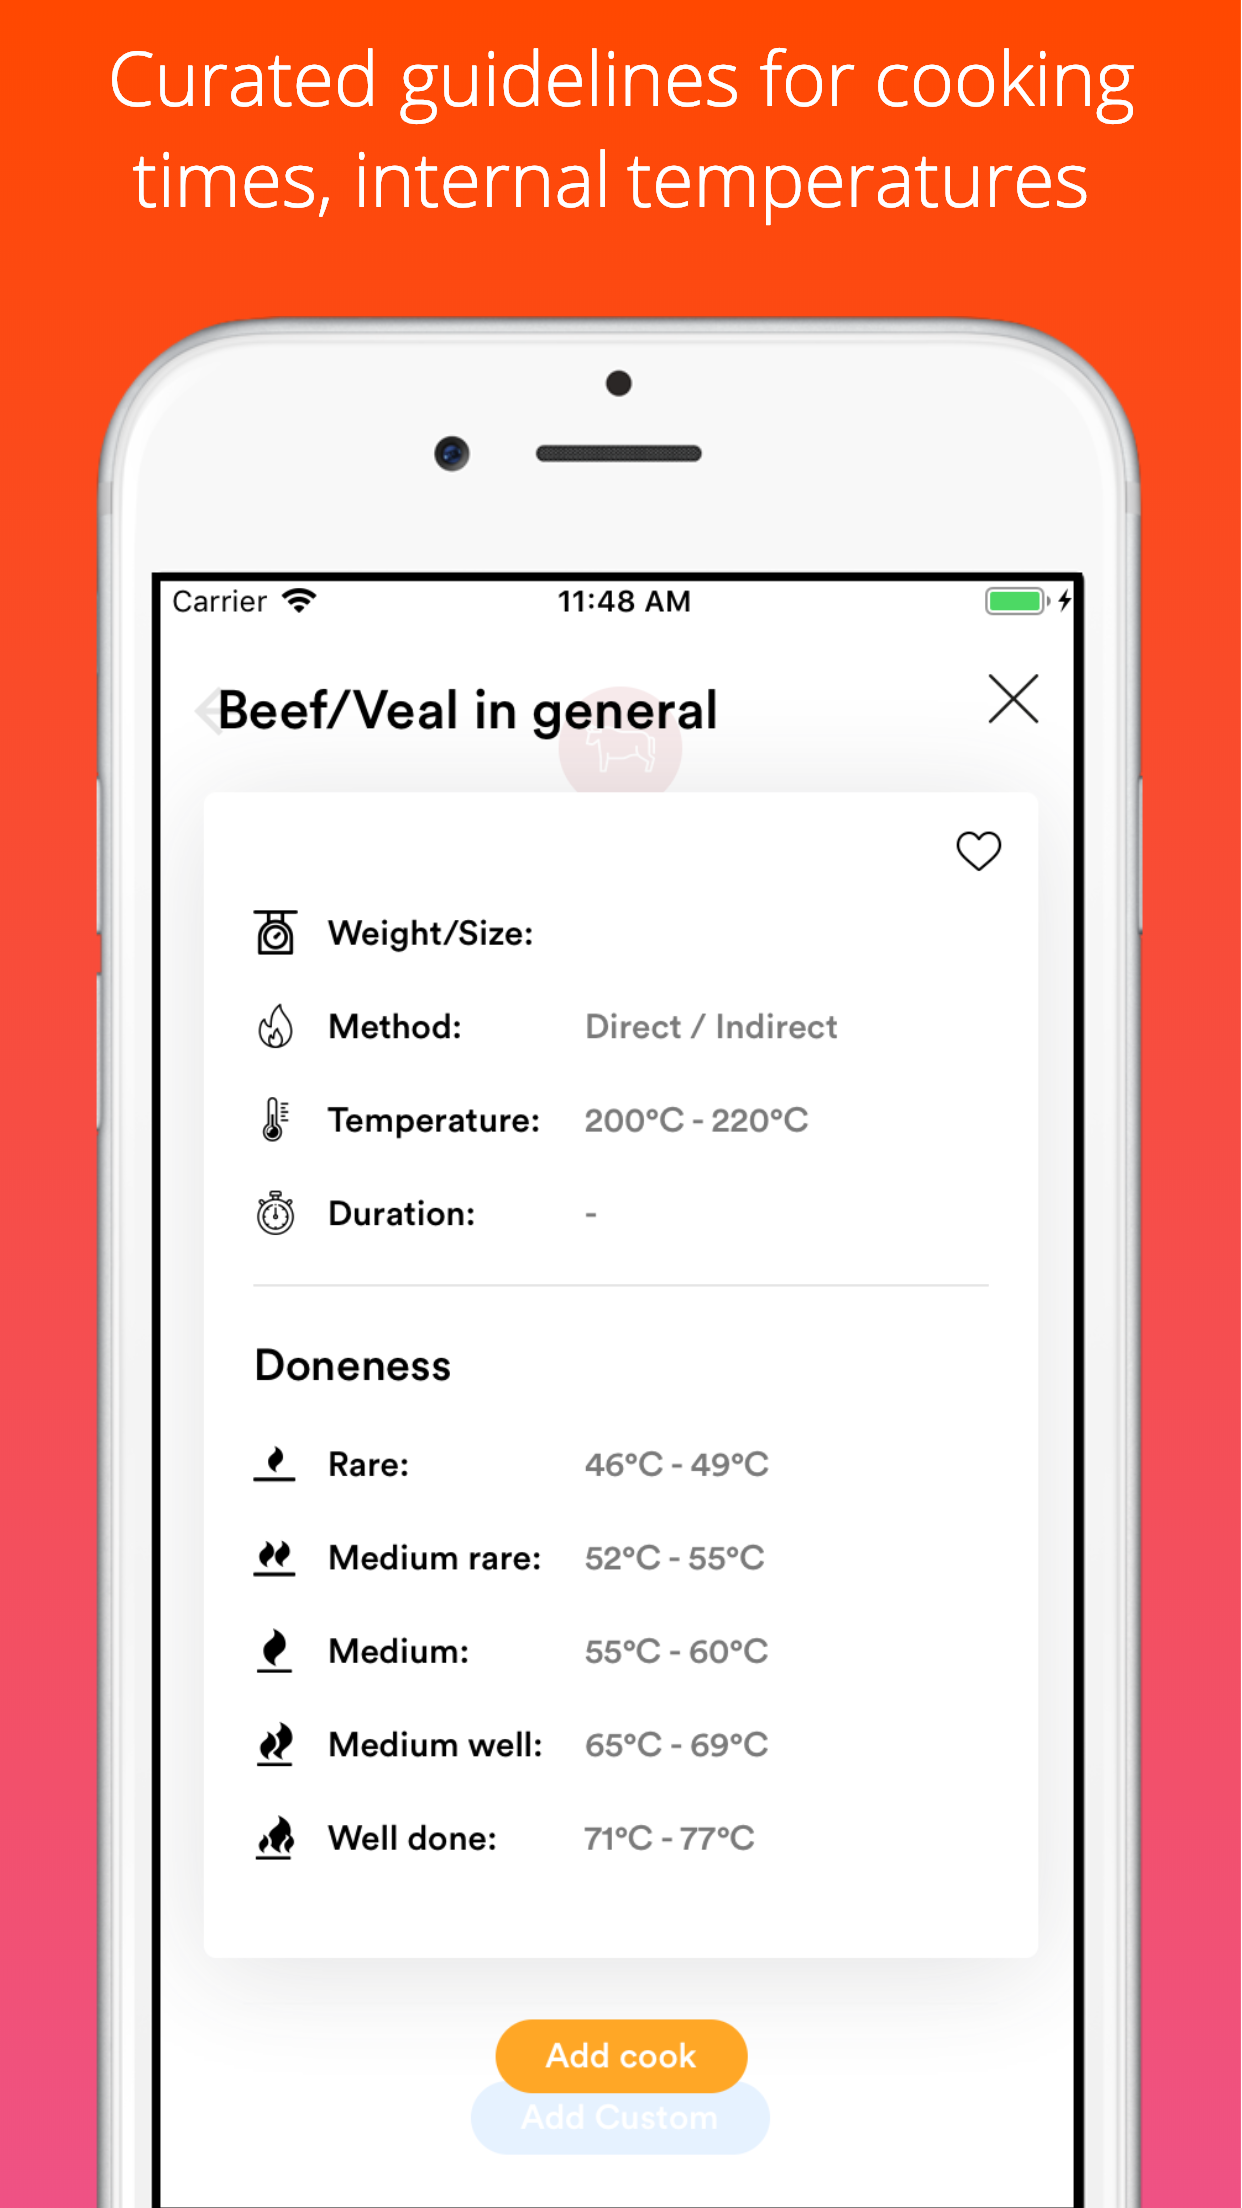 Curated guidelines for cooking
times, internal temperatures
Carrier 11:48 AM
Beef/Veal in general
Weight/Size:
Method: Direct / Indirect
Temperature: 200°C - 220°C
Duration: -
Doneness
Rare: 46°C - 49°C
Medium rare: 52°C - 55°C
Medium: 55°C - 60°C
Medium well: 65°C - 69°C
Well done: 71°C - 77°C
Add cook
Add Custom